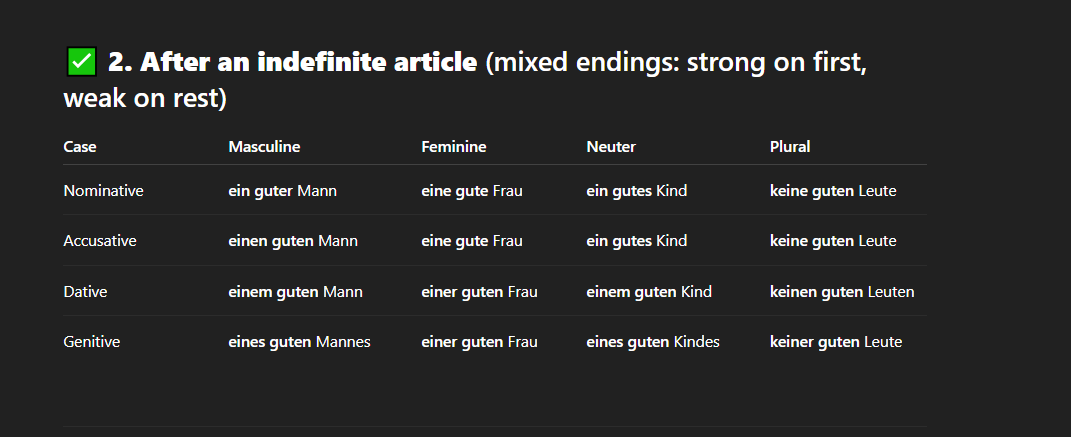 ✅ 2. After an indefinite article (mixed endings: strong on first,
weak on rest)
Case Masculine Feminine Neuter Plural
Nominative ein guter Mann eine gute Frau ein gutes Kind keine guten Leute
Accusative einen guten Mann eine gute Frau ein gutes Kind keine guten Leute
Dative einem guten Mann einer guten Frau einem guten Kind keinen guten Leuten
Genitive eines guten Mannes einer guten Frau eines guten Kindes keiner guten Leute